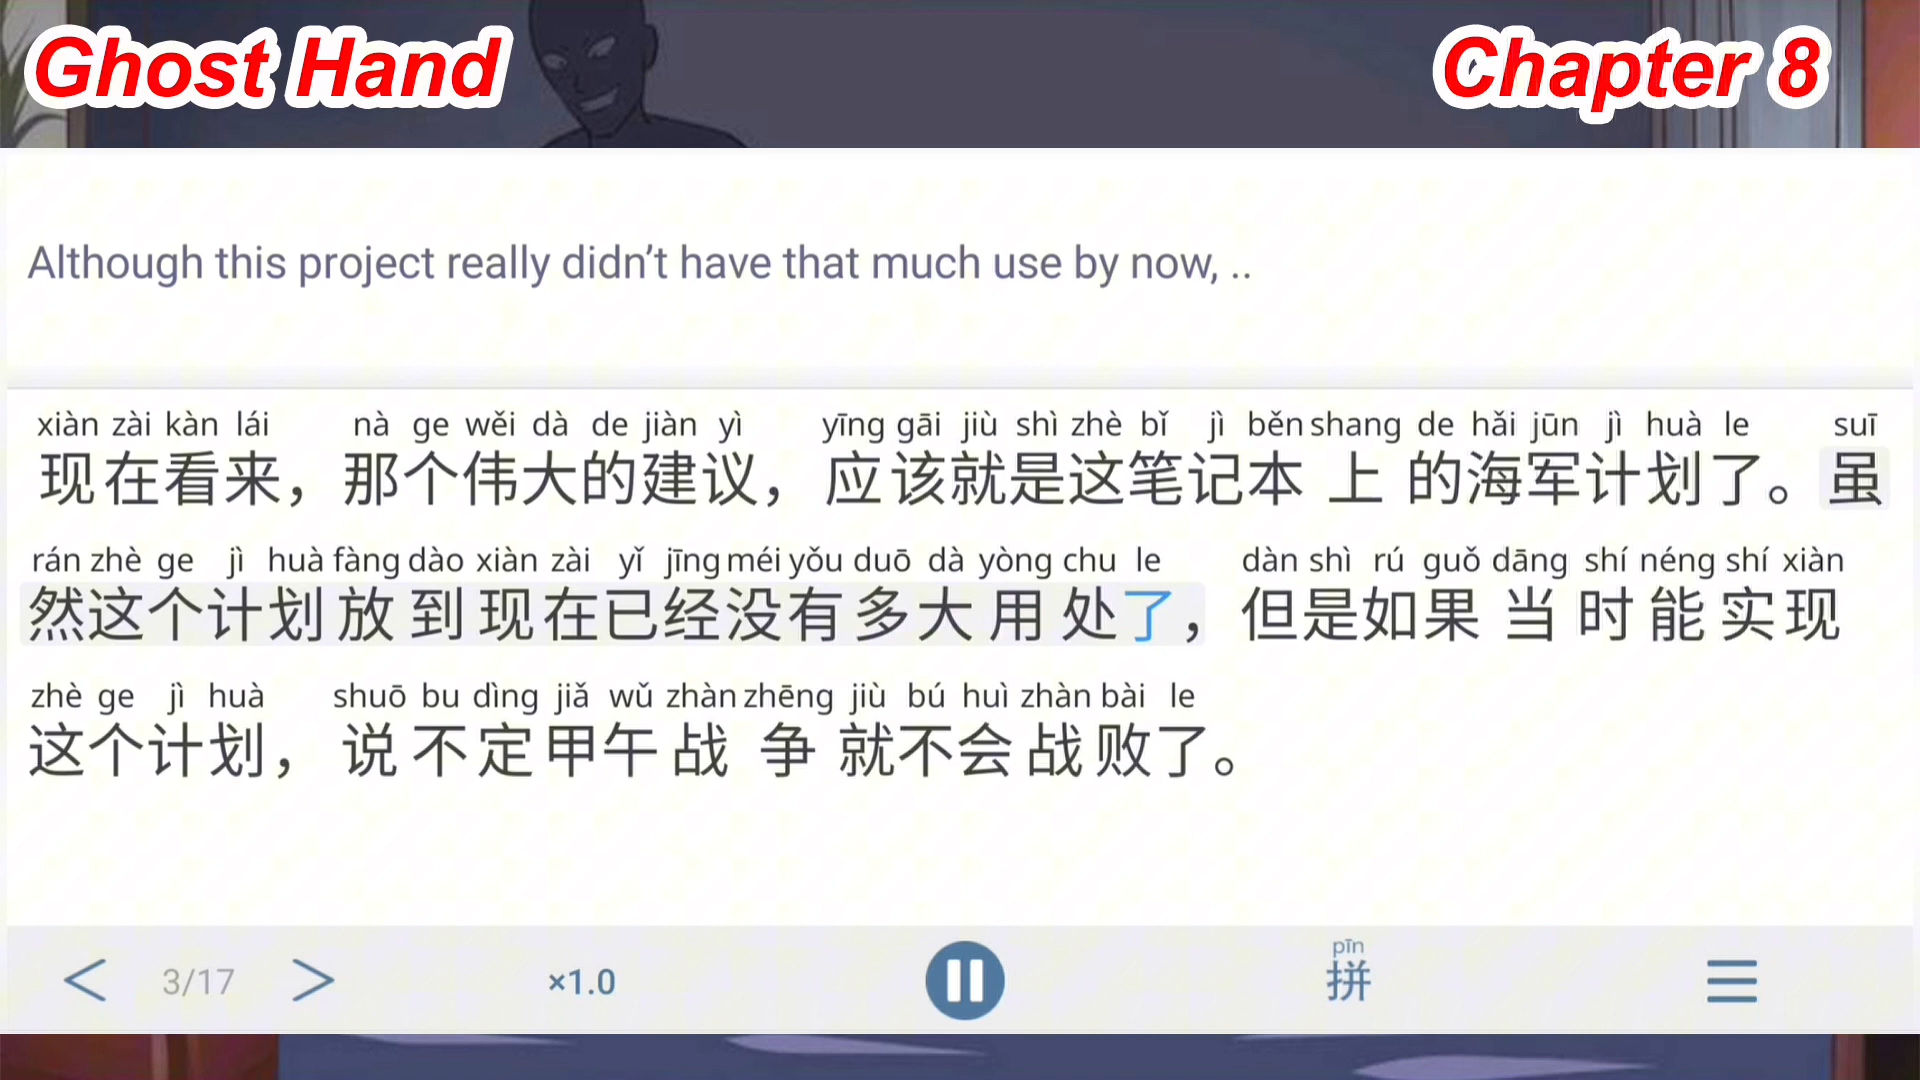 Ghost Hand
Chapter 8
Although this project really didn't have that much use by now, ..
xiàn zài kàn lái nà ge wěi dà de jiàn yì yīng gāi jiù shì zhè bǐ jì běn shang de hǎi jūn jì huà le suī
现在看来，那个伟大的建议，应该就是这笔记本上的海军计划了。虽
rán zhè ge jì huà fàng dào xiàn zài yǐ jīng méi yǒu duō dà yòng chu le dàn shì rú guǒ dāng shí néng shí xiàn
然这个计划放到现在已经没有多大用处了，但是如果当时能实现
zhè ge jì huà shuō bu dìng jiǎ wǔ zhàn zhēng jiù bú huì zhàn bài le
这个计划，说不定甲午战争就不会战败了。
3/17
×1.0
pīn
拼